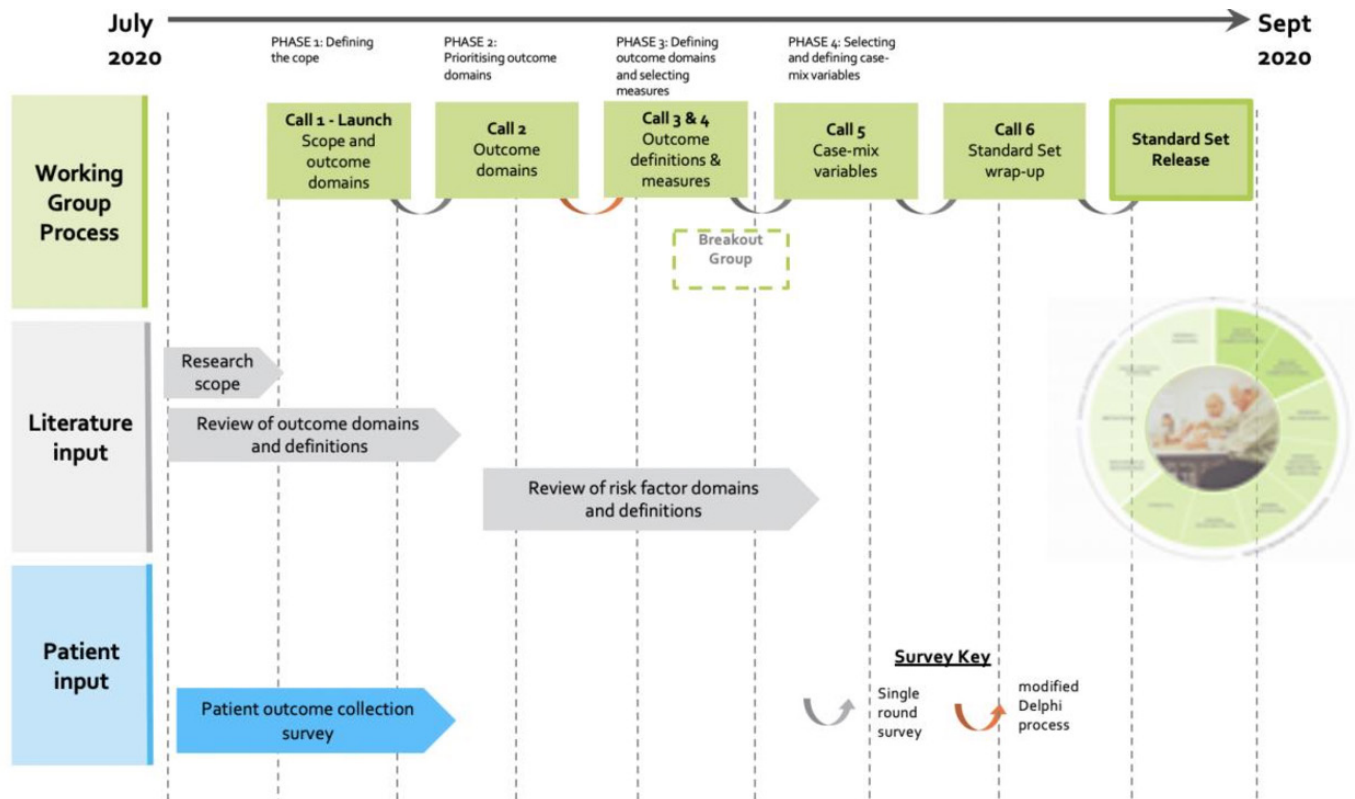 July
2020
Sept
2020
PHASE 1: Defining
the cope
PHASE 2:
Prioritising outcome
domains
PHASE 3: Defining
outcome domains
and selecting
measures
PHASE 4: Selecting
and defining case-
mix variables
Working
Group
Process
Call 1 - Launch
Scope and
outcome
domains
Call 2
Outcome
domains
Call 3 & 4
Outcome
definitions &
measures
Call 5
Case-mix
variables
Call 6
Standard Set
wrap-up
Standard Set
Release
Breakout
Group
Literature
input
Research
scope
Review of outcome domains
and definitions
Review of risk factor domains
and definitions
Patient
input
Patient outcome collection
survey
Survey Key
Single
round
survey
modified
Delphi
process